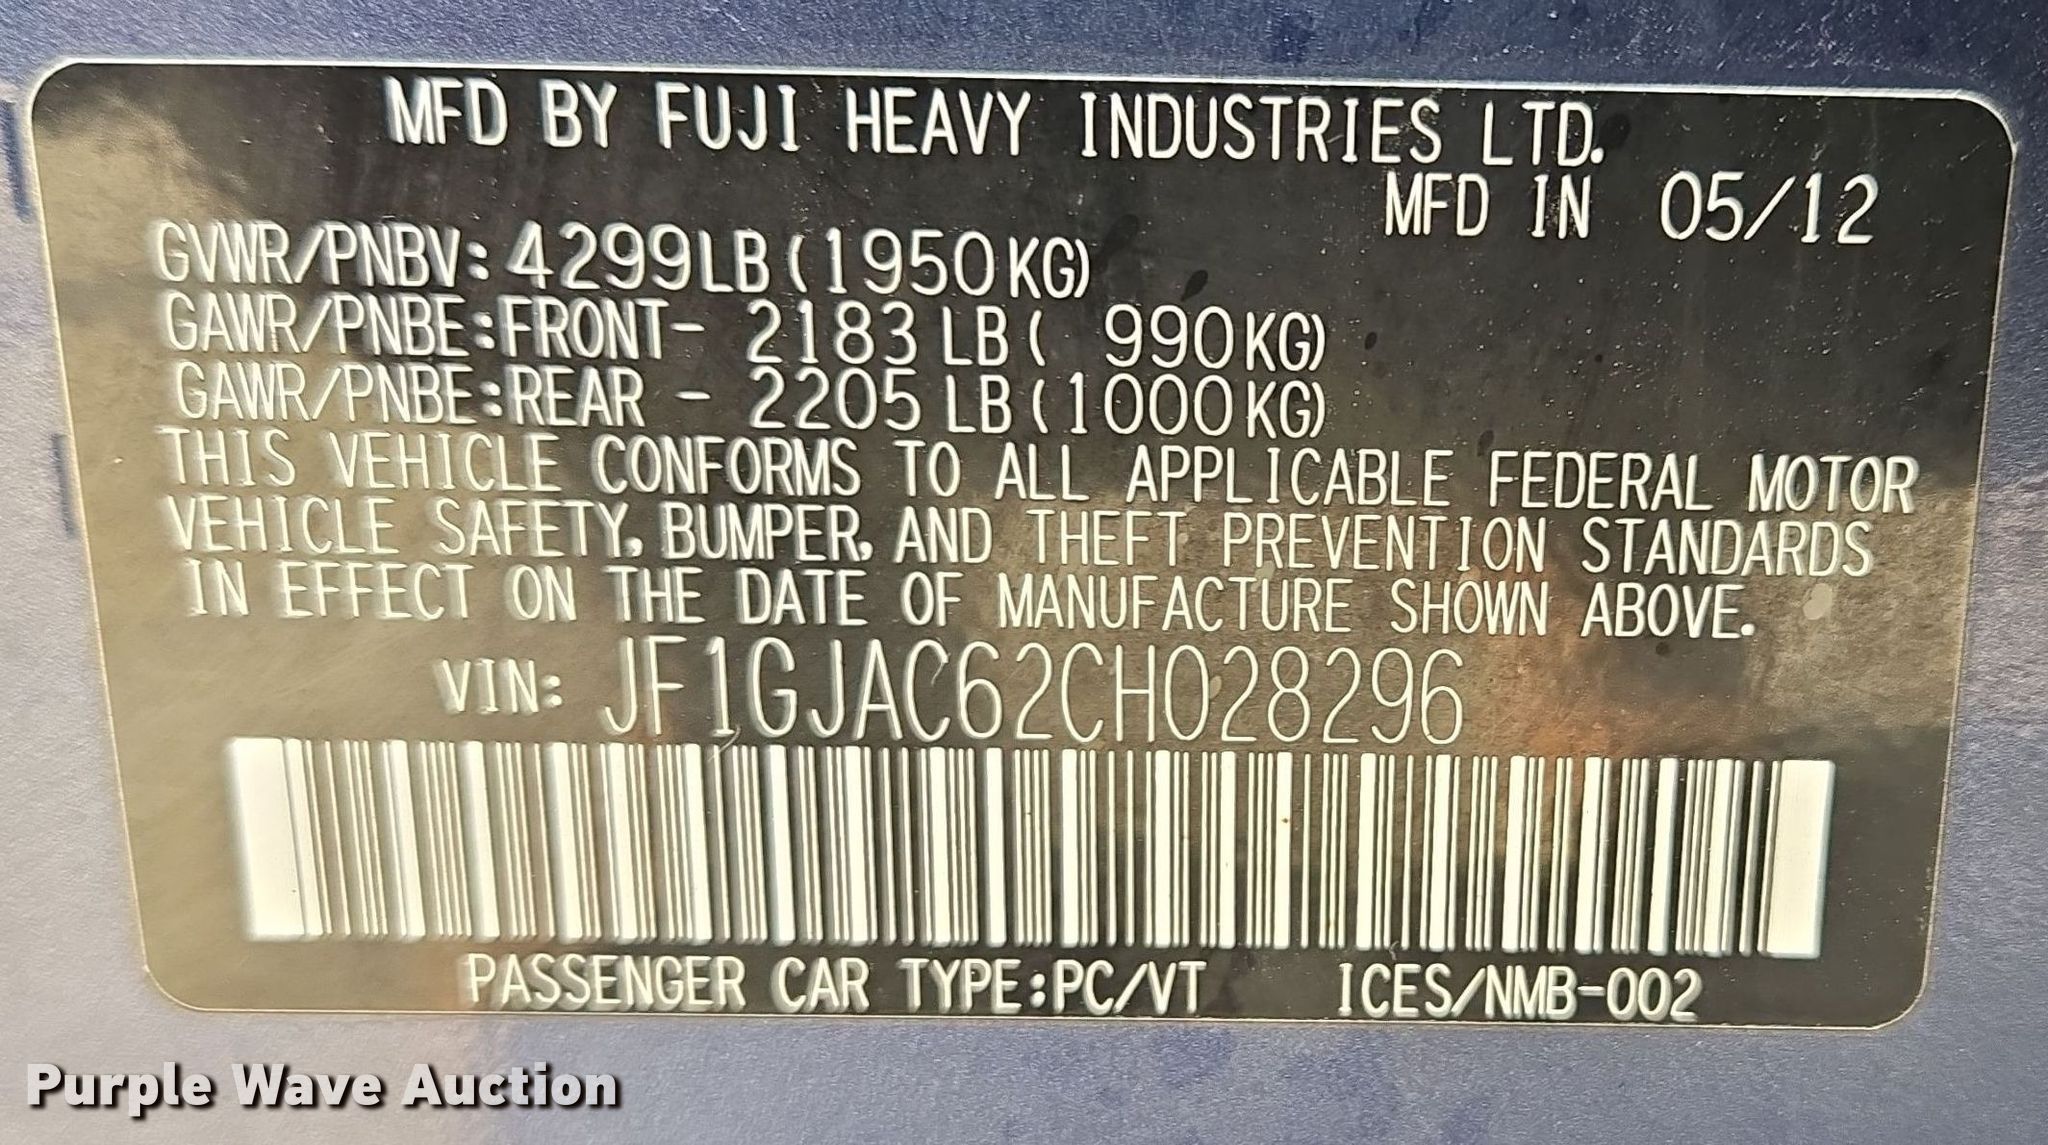 MFD BY FUJI HEAVY INDUSTRIES LTD.
MFD IN 05/12
GVWR/PNBV: 4299LB (1950KG)
GAWR/PNBE:FRONT- 2183 LB ( 990KG)
GAWR/PNBE:REAR - 2205 LB (1000KG)
THIS VEHICLE CONFORMS TO ALL APPLICABLE FEDERAL MOTOR
VEHICLE SAFETY, BUMPER, AND THEFT PREVENTION STANDARDS
IN EFFECT ON THE DATE OF MANUFACTURE SHOWN ABOVE.
VIN: JF1GJAC62CH028296
PASSENGER CAR TYPE:PC/VT ICES/NMB-002
Purple Wave Auction